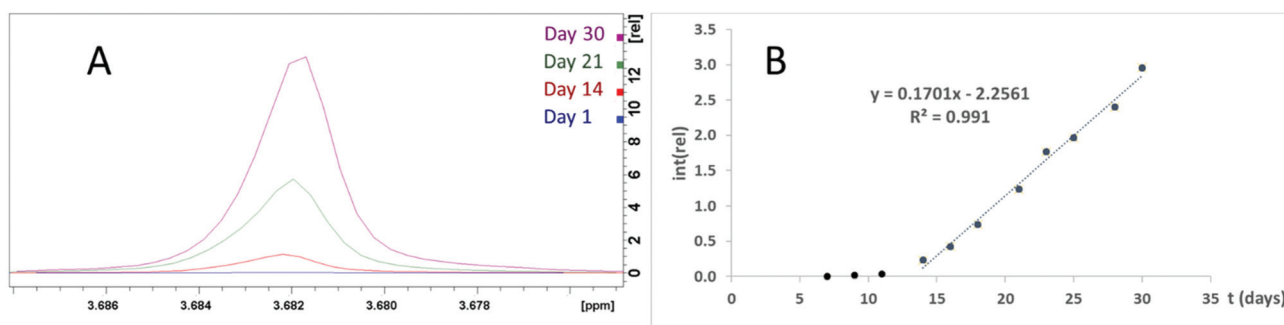 A
Day 30
Day 21
Day 14
Day 1
[rel]
12
10
8
6
4
2
0
3.686
3.684
3.682
3.680
3.678
[ppm]
B
y = 0.1701x - 2.2561
R² = 0.991
int(rel)
3.5
3.0
2.5
2.0
1.5
1.0
0.5
0.0
0
5
10
15
20
25
30
35
t (days)